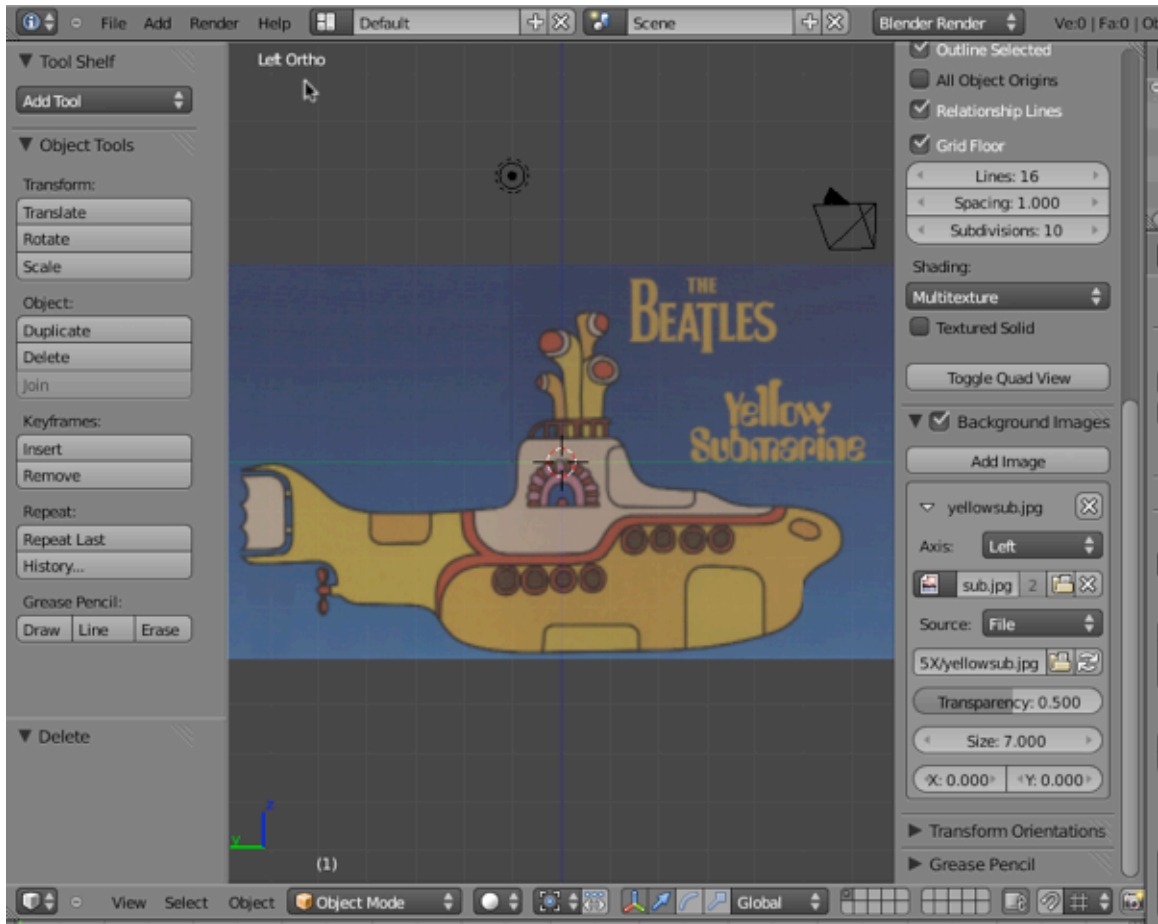 File Add Render Help Default Scene Blender Render Ve:0 | Fa:0 | Ob
Tool Shelf
Add Tool
Object Tools
Transform:
Translate
Rotate
Scale
Object:
Duplicate
Delete
Join
Keyframes:
Insert
Remove
Repeat:
Repeat Last
History...
Grease Pencil:
Draw Line Erase
Delete
Left Ortho
THE
BEATLES
Yellow
Submarine
z
y
(1)
Outline Selected
All Object Origins
Relationship Lines
Grid Floor
Lines: 16
Spacing: 1.000
Subdivisions: 10
Shading:
Multitexture
Textured Solid
Toggle Quad View
Background Images
Add Image
yellowsub.jpg
Axis: Left
sub.jpg 2
Source: File
5X/yellowsub.jpg
Transparency: 0.500
Size: 7.000
X: 0.000 Y: 0.000
Transform Orientations
Grease Pencil
View Select Object Object Mode Global